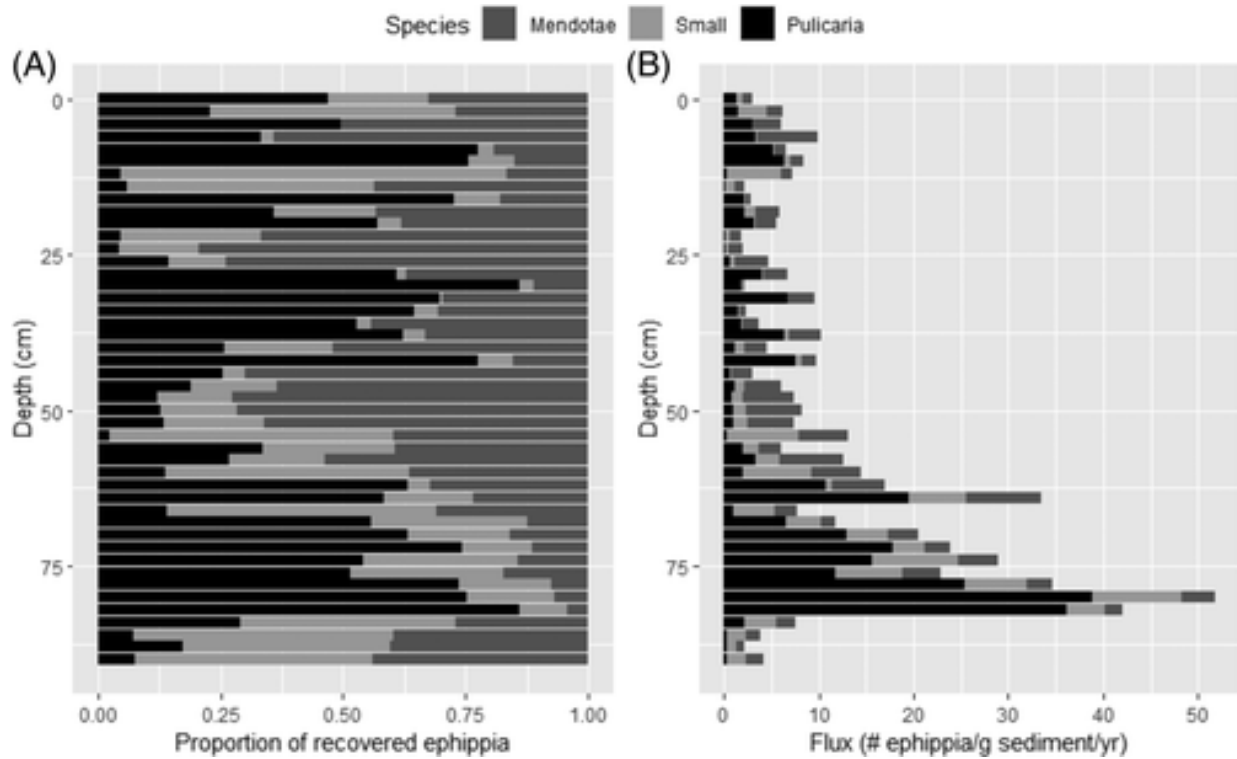 Species Mendotae Small Pulicaria
(A) (B)
0
25
50
75
Depth (cm)
0.00 0.25 0.50 0.75 1.00
Proportion of recovered ephippia
0
25
50
75
Depth (cm)
0 10 20 30 40 50
Flux (# ephippia/g sediment/yr)